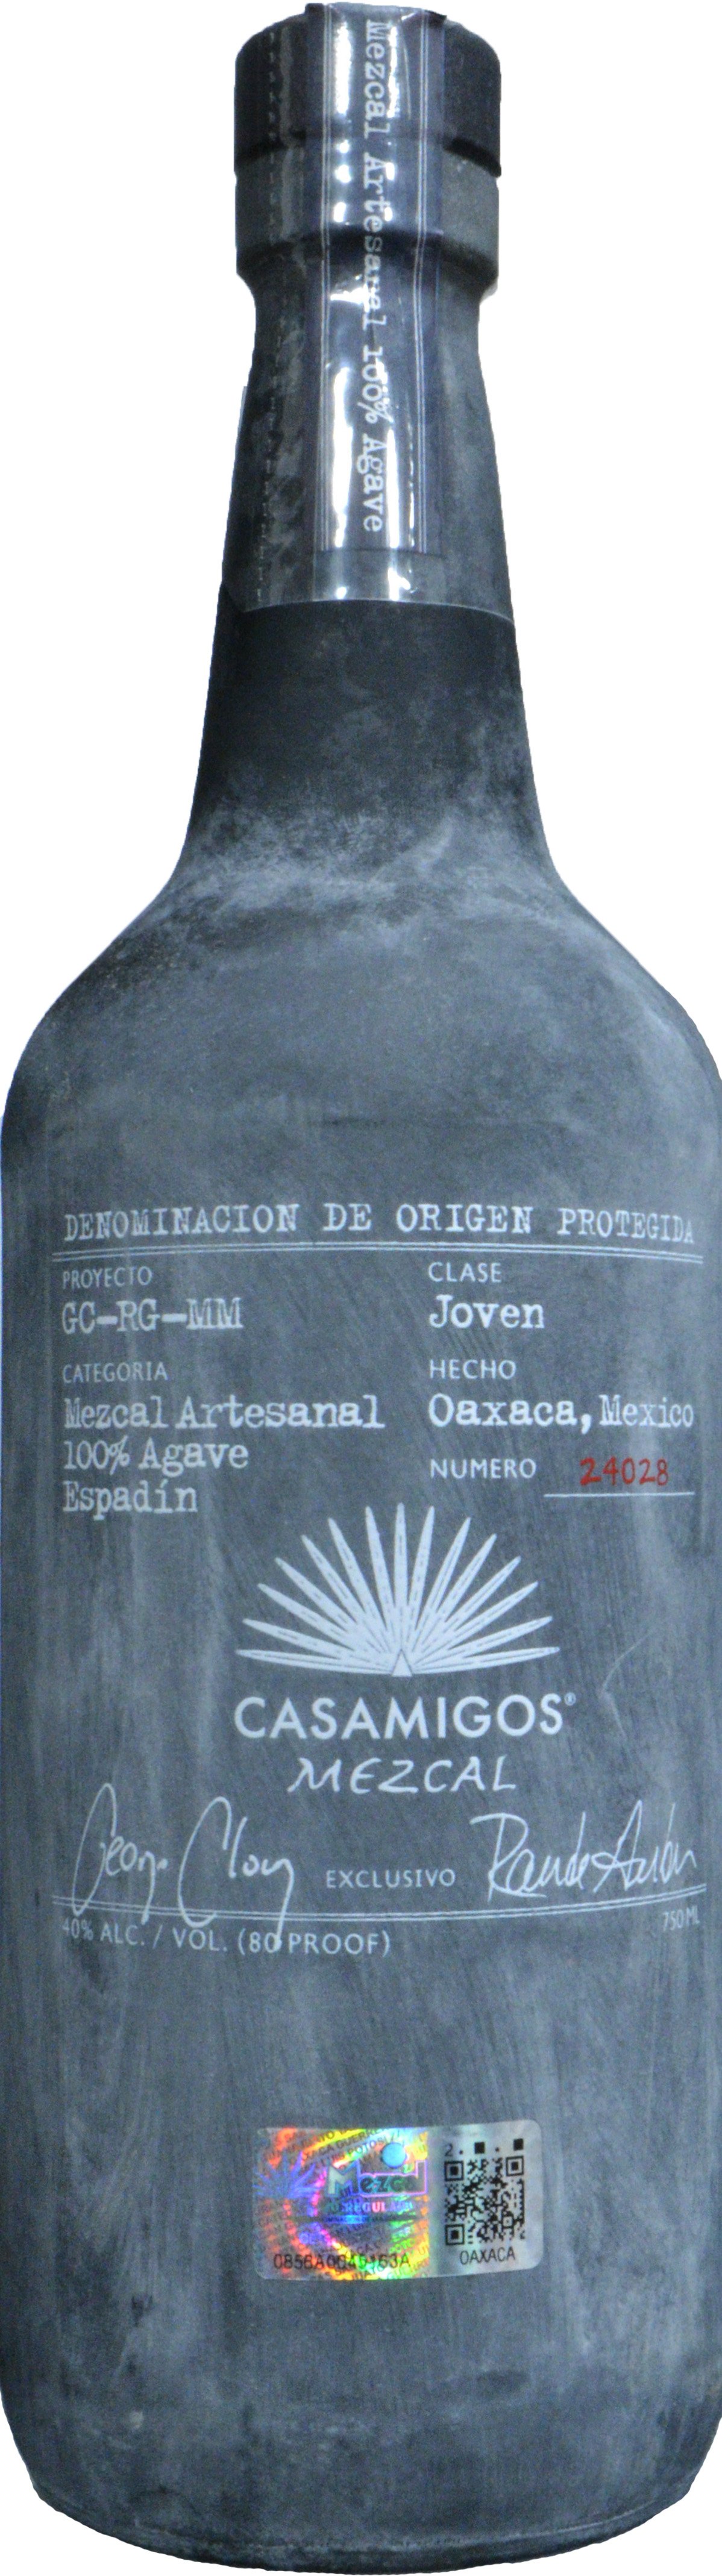 Mezcal Artesanal 100% Agave
DENOMINACION DE ORIGEN PROTEGIDA
PROYECTO
GC-RG-MM
CLASE
Joven
CATEGORIA
Mezcal Artesanal
100% Agave
Espadín
HECHO
Oaxaca, Mexico
NUMERO 24028
CASAMIGOS®
MEZCAL
EXCLUSIVO
40% ALC. / VOL. (80 PROOF)
750 ML
Mezcal
OAXACA